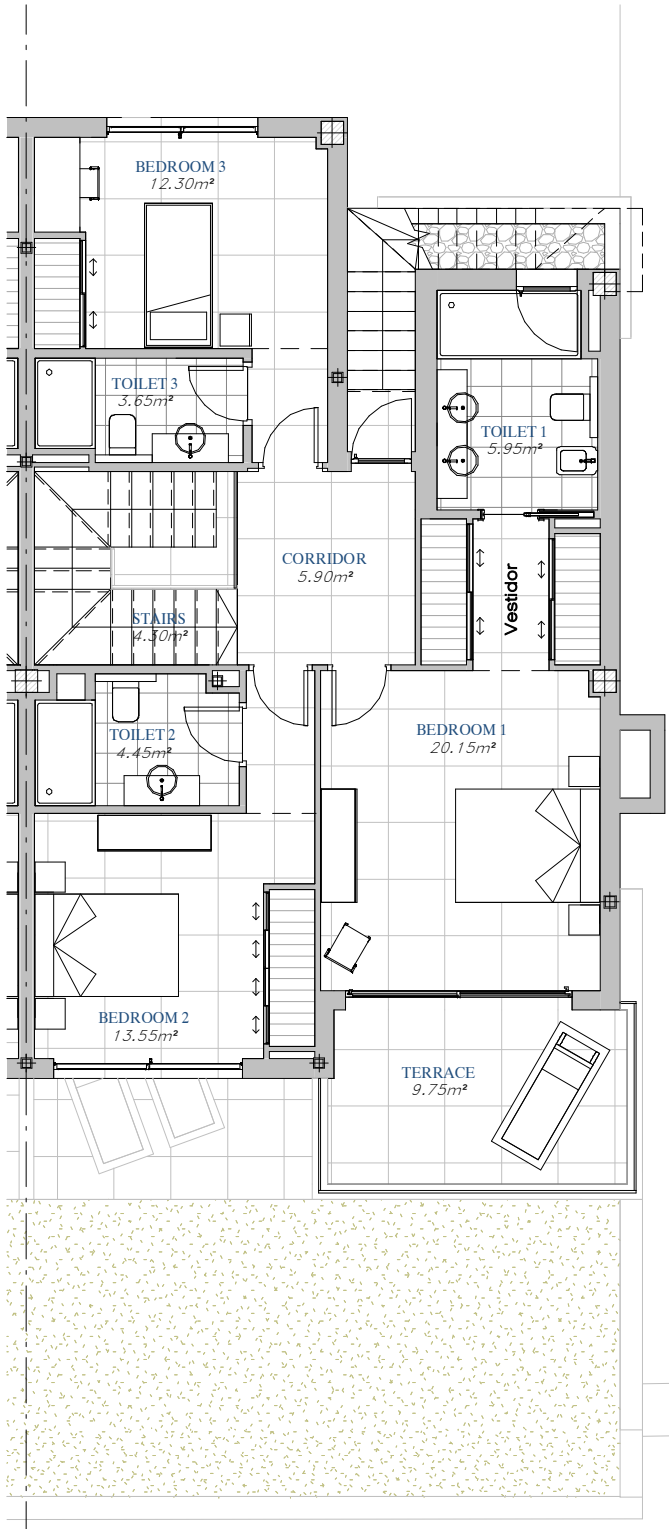 BEDROOM 3
12.30m²
TOILET 3
3.65m²
TOILET 1
5.95m²
CORRIDOR
5.90m²
Vestidor
STAIRS
4.30m²
TOILET 2
4.45m²
BEDROOM 1
20.15m²
BEDROOM 2
13.55m²
TERRACE
9.75m²